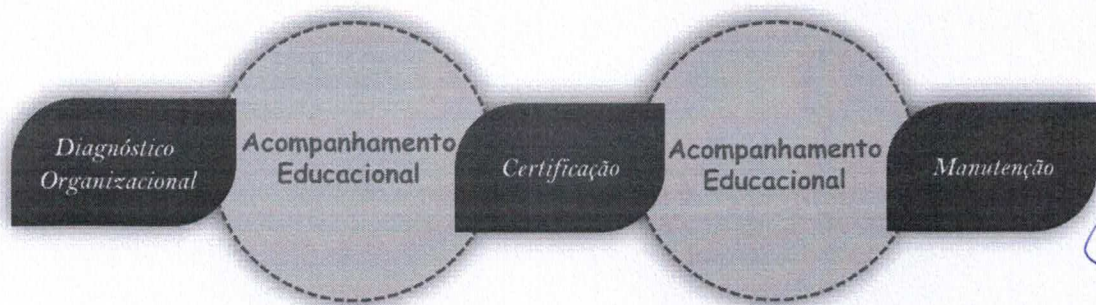 Diagnóstico
Organizacional
Acompanhamento
Educacional
Certificação
Acompanhamento
Educacional
Manutenção